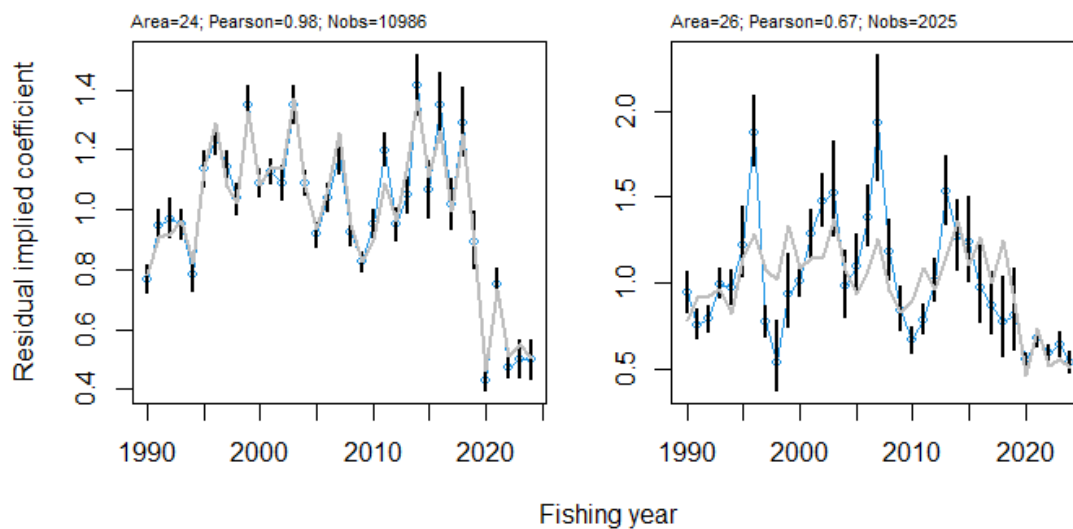 Area=24; Pearson=0.98; Nobs=10986
Area=26; Pearson=0.67; Nobs=2025
Residual implied coefficient
1.4
1.2
1.0
0.8
0.6
0.4
2.0
1.5
1.0
0.5
1990 2000 2010 2020
1990 2000 2010 2020
Fishing year